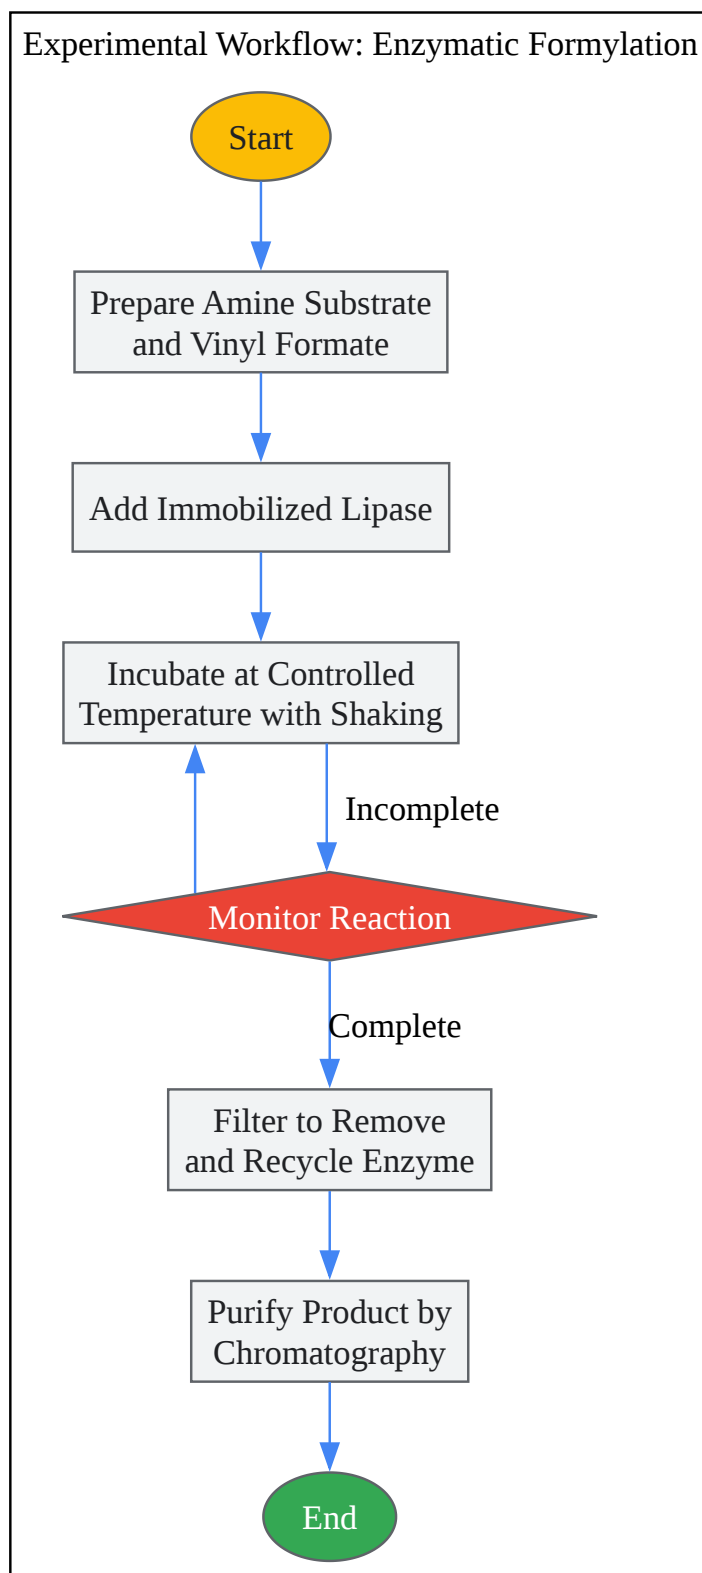 Experimental Workflow: Enzymatic Formylation
Start
Prepare Amine Substrate
and Vinyl Formate
Add Immobilized Lipase
Incubate at Controlled
Temperature with Shaking
Incomplete
Monitor Reaction
Complete
Filter to Remove
and Recycle Enzyme
Purify Product by
Chromatography
End